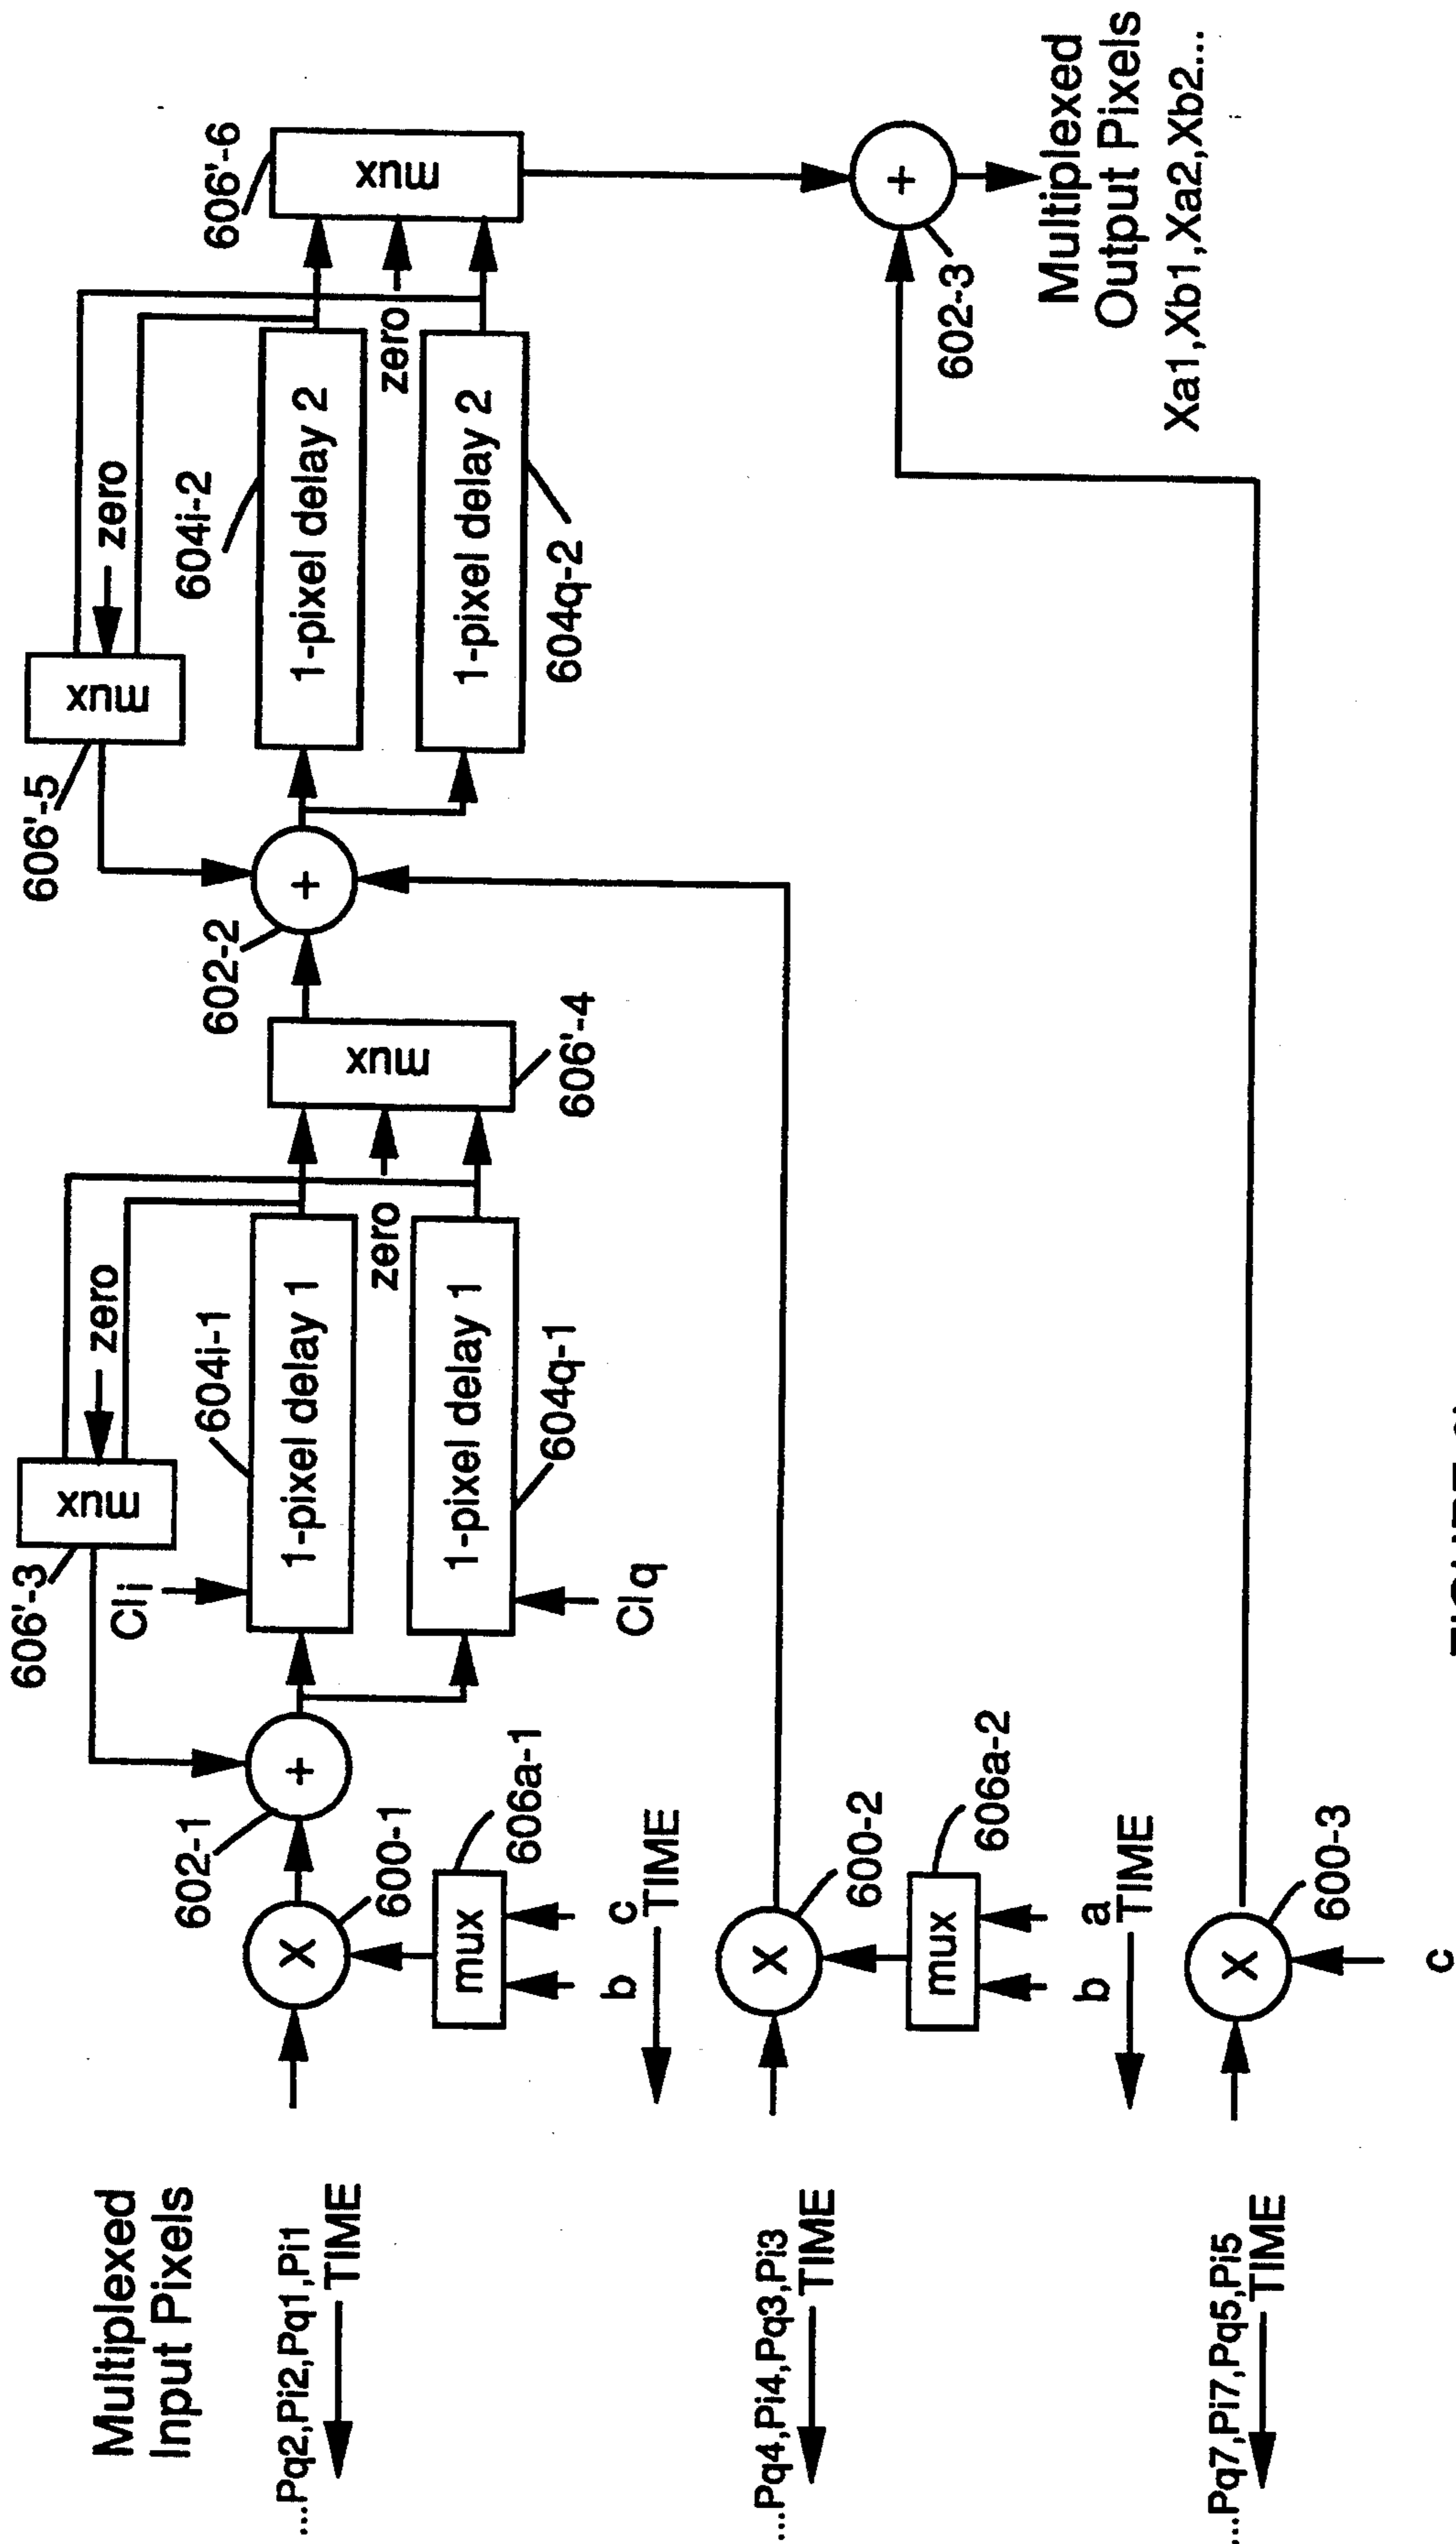 Multiplexed
Input Pixels
...Pq2,Pi2,Pq1,Pi1
TIME
602-1
600-1
X
+
mux
606a-1
b
c
TIME
606'-3
mux
zero
Cli
604i-1
1-pixel delay 1
1-pixel delay 1
604q-1
Clq
zero
mux
606'-4
602-2
+
606'-5
mux
zero
604i-2
1-pixel delay 2
1-pixel delay 2
604q-2
zero
mux
606'-6
...Pq4,Pi4,Pq3,Pi3
TIME
X
600-2
mux
606a-2
b
a
TIME
...Pq7,Pi7,Pq5,Pi5
TIME
X
600-3
c
+
602-3
Multiplexed
Output Pixels
Xa1,Xb1,Xa2,Xb2...